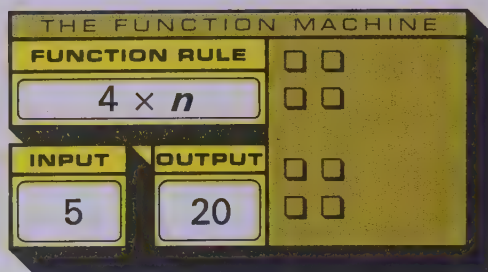 THE FUNCTION MACHINE
FUNCTION RULE
4 × n
INPUT
OUTPUT
5
20